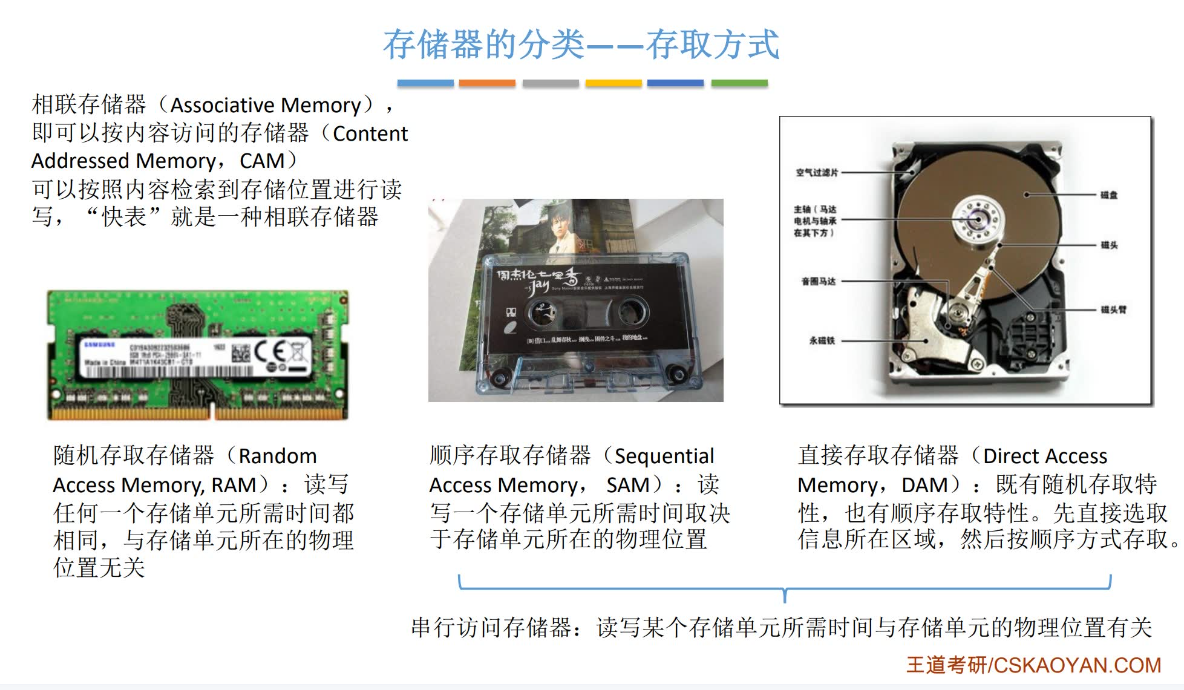 存储器的分类——存取方式
相联存储器（Associative Memory），
即可以按内容访问的存储器（Content
Addressed Memory，CAM）
可以按照内容检索到存储位置进行读
写，“快表”就是一种相联存储器
SAMSUNG
Made in China
周杰伦七里香
Jay
空气过滤片
主轴（马达
电机与轴承
在其下方）
音圈马达
永磁铁
磁盘
磁头
磁头臂
随机存取存储器（Random
Access Memory, RAM）：读写
任何一个存储单元所需时间都
相同，与存储单元所在的物理
位置无关
顺序存取存储器（Sequential
Access Memory， SAM）：读
写一个存储单元所需时间取决
于存储单元所在的物理位置
直接存取存储器（Direct Access
Memory，DAM）：既有随机存取特
性，也有顺序存取特性。先直接选取
信息所在区域，然后按顺序方式存取。
串行访问存储器：读写某个存储单元所需时间与存储单元的物理位置有关
王道考研/CSKAOYAN.COM